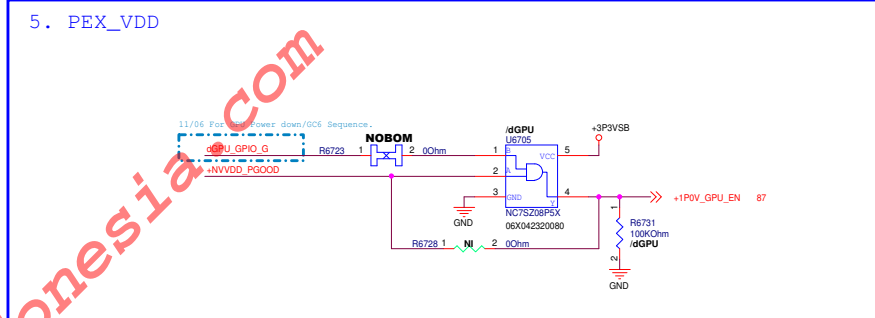 5. PEX_VDD
11/06 For GPU Power down/GC6 Sequence.
dGPU_GPIO_G
R6723 1 NOBOM 2 0Ohm
+NVVDD_PGOOD
/dGPU
U6705
+3P3VSB
1 B VCC 5
2 A
3 GND Y 4
GND
NC7SZ08P5X
06X042320080
+1P0V_GPU_EN 87
R6728 1 NI 2 0Ohm
1
R6731
100KOhm
/dGPU
2
GND
onesia.com